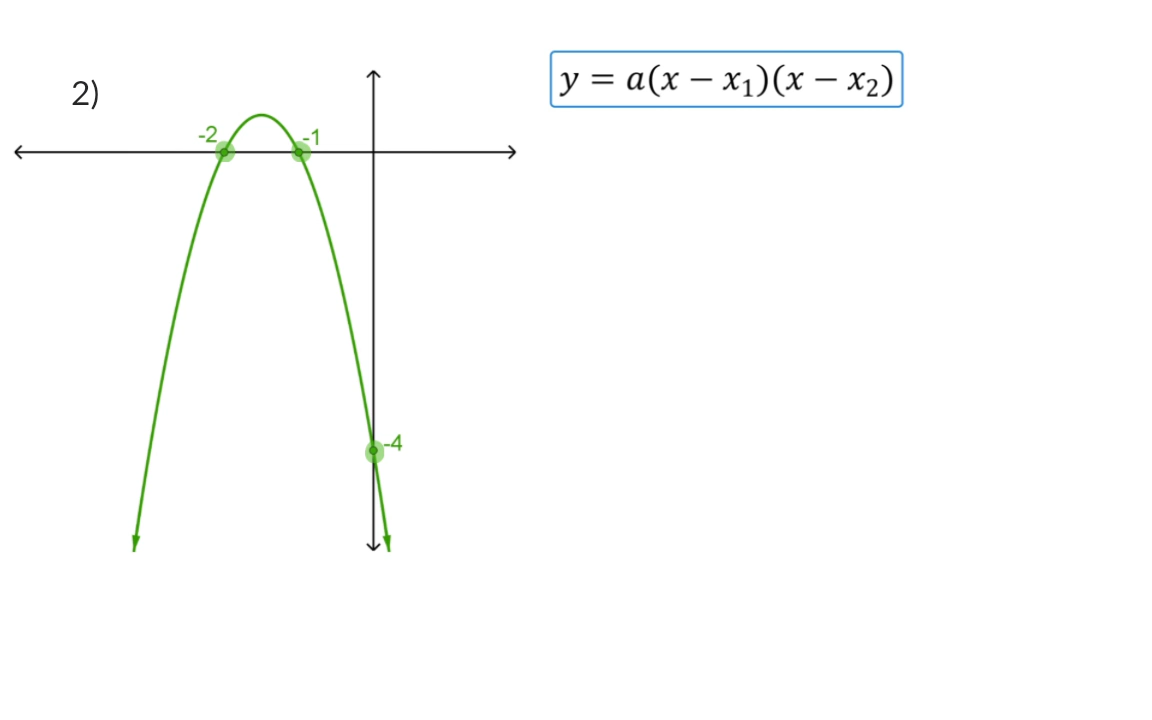 y = a(x − x₁)(x − x₂)
2)
-2
-1
-4